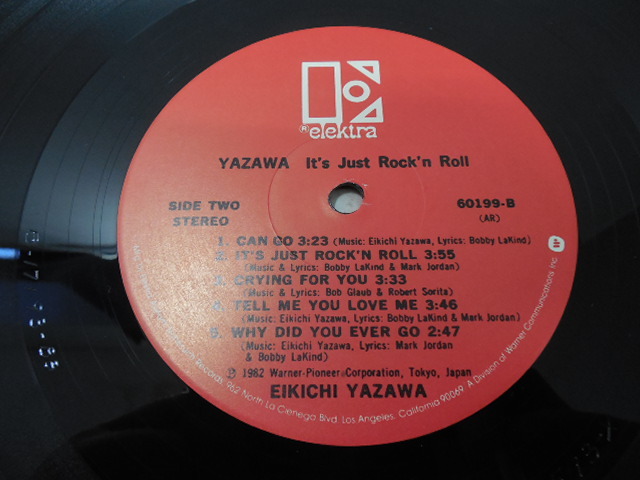 ® elektra
YAZAWA It's Just Rock'n Roll
SIDE TWO
STEREO
60199-B
(AR)
1. CAN GO 3:23 (Music: Eikichi Yazawa, Lyrics: Bobby LaKind)
2. IT'S JUST ROCK'N ROLL 3:55
(Music & Lyrics: Bobby LaKind & Mark Jordan)
3. CRYING FOR YOU 3:33
(Music & Lyrics: Bob Glaub & Robert Sorita)
4. TELL ME YOU LOVE ME 3:46
(Music: Eikichi Yazawa, Lyrics: Bobby LaKind & Mark Jordan)
5. WHY DID YOU EVER GO 2:47
(Music: Eikichi Yazawa, Lyrics: Mark Jordan
& Bobby LaKind)
℗ 1982 Warner-Pioneer Corporation, Tokyo, Japan
EIKICHI YAZAWA
Records, 962 North La Cienega Blvd. Los Angeles, California 90069. A Division of Warner Communications Inc